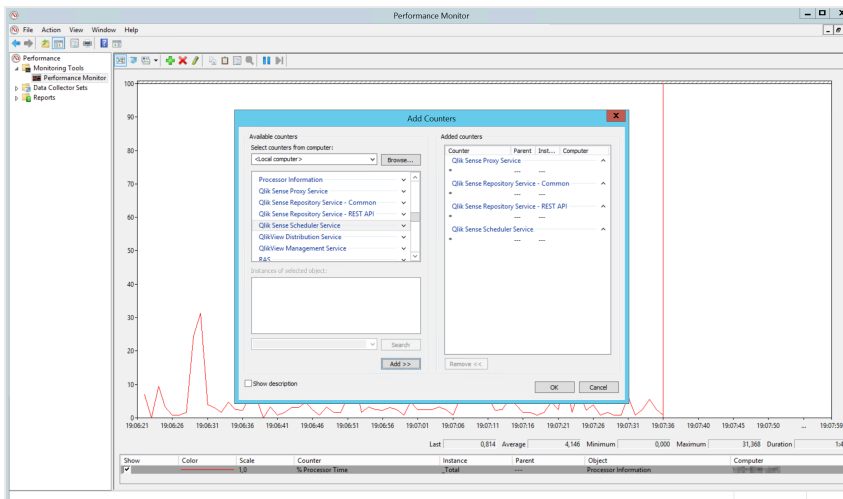 Performance Monitor
File Action View Window Help
Performance
Monitoring Tools
Performance Monitor
Data Collector Sets
Reports
100
90
80
70
60
50
40
30
20
10
0
Add Counters
Available counters
Select counters from computer:
<Local computer>
Browse...
Processor Information
Qlik Sense Proxy Service
Qlik Sense Repository Service - Common
Qlik Sense Repository Service - REST API
Qlik Sense Scheduler Service
QlikView Distribution Service
QlikView Management Service
RAS
Instances of selected object:
Search
Add >>
Show description
Added counters
Counter Parent Inst... Computer
Qlik Sense Proxy Service
* --- ---
Qlik Sense Repository Service - Common
* --- ---
Qlik Sense Repository Service - REST API
* --- ---
Qlik Sense Scheduler Service
* --- ---
Remove <<
OK Cancel
19:06:21 19:06:26 19:06:31 19:06:36 19:06:41 19:06:46 19:06:51 19:06:56 19:07:01 19:07:06 19:07:11 19:07:16 19:07:21 19:07:26 19:07:31 19:07:36 19:07:40 19:07:45 19:07:50 ... 19:07:59
Last 0,814 Average 4,146 Minimum 0,000 Maximum 31,368 Duration 1:4
Show Color Scale Counter Instance Parent Object Computer
1,0 % Processor Time _Total --- Processor Information